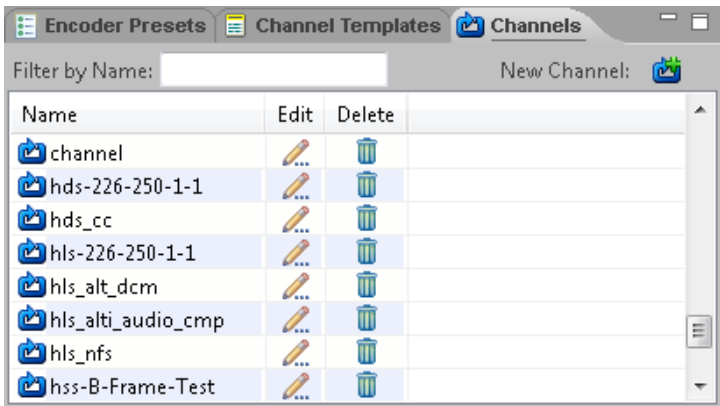 Encoder Presets Channel Templates Channels
Filter by Name: New Channel:
Name Edit Delete
channel
hds-226-250-1-1
hds_cc
hls-226-250-1-1
hls_alt_dcm
hls_alti_audio_cmp
hls_nfs
hss-B-Frame-Test